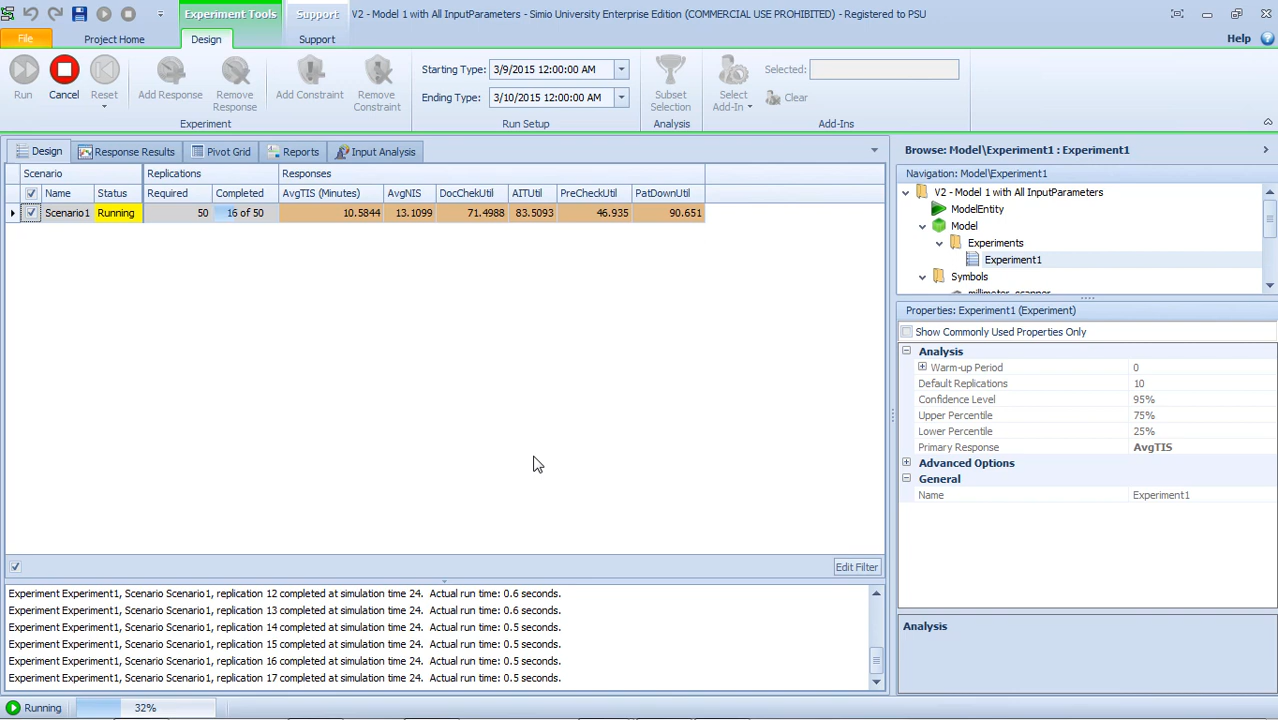 Experiment Tools Support V2 - Model 1 with All InputParameters - Simio University Enterprise Edition (COMMERCIAL USE PROHIBITED) - Registered to PSU
File Project Home Design Support Help
Run Cancel Reset Add Response Remove Response Add Constraint Remove Constraint
Starting Type: 3/9/2015 12:00:00 AM
Ending Type: 3/10/2015 12:00:00 AM
Subset Selection Select Add-In Selected: Clear
Experiment Run Setup Analysis Add-Ins
Design Response Results Pivot Grid Reports Input Analysis
Scenario Replications Responses
Name Status Required Completed AvgTIS (Minutes) AvgNIS DocChekUtil AITUtil PreCheckUtil PatDownUtil
Scenario1 Running 50 16 of 50 10.5844 13.1099 71.4988 83.5093 46.935 90.651
Edit Filter
Experiment Experiment1, Scenario Scenario1, replication 12 completed at simulation time 24. Actual run time: 0.6 seconds.
Experiment Experiment1, Scenario Scenario1, replication 13 completed at simulation time 24. Actual run time: 0.6 seconds.
Experiment Experiment1, Scenario Scenario1, replication 14 completed at simulation time 24. Actual run time: 0.5 seconds.
Experiment Experiment1, Scenario Scenario1, replication 15 completed at simulation time 24. Actual run time: 0.5 seconds.
Experiment Experiment1, Scenario Scenario1, replication 16 completed at simulation time 24. Actual run time: 0.5 seconds.
Experiment Experiment1, Scenario Scenario1, replication 17 completed at simulation time 24. Actual run time: 0.5 seconds.
Browse: Model\Experiment1 : Experiment1
Navigation: Model\Experiment1
V2 - Model 1 with All InputParameters
ModelEntity
Model
Experiments
Experiment1
Symbols
millimeter_scanner
Properties: Experiment1 (Experiment)
Show Commonly Used Properties Only
Analysis
Warm-up Period 0
Default Replications 10
Confidence Level 95%
Upper Percentile 75%
Lower Percentile 25%
Primary Response AvgTIS
Advanced Options
General
Name Experiment1
Analysis
Running 32%